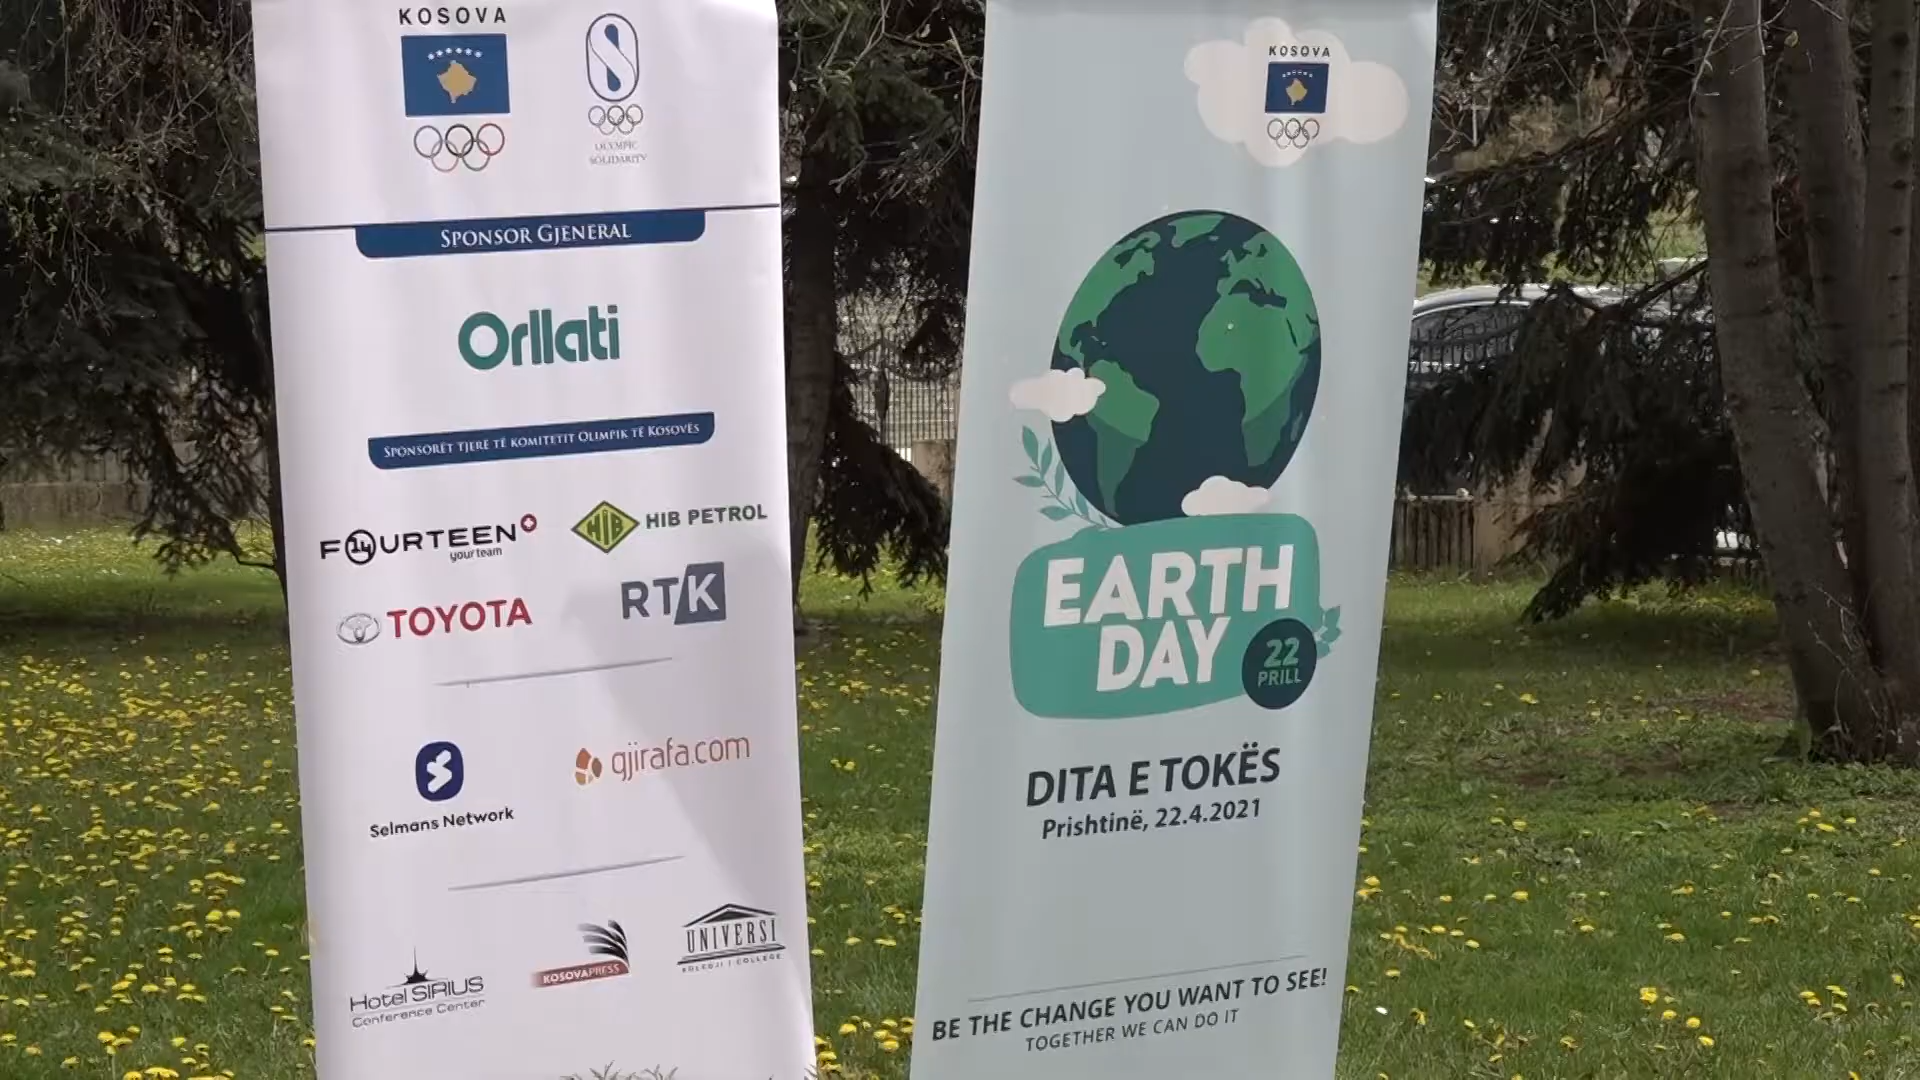 KOSOVA
OLYMPIC
SOLIDARITY
SPONSOR GJENERAL
Orllati
SPONSORËT TJERË TË KOMITETIT OLIMPIK TË KOSOVËS
F14URTEEN
your team
HIB
HIB PETROL
TOYOTA
RTK
Selmans Network
gjirafa.com
Hotel SIRIUS
Conference Center
KOSOVAPRESS
UNIVERSI
KOLEGJI | COLLEGE
KOSOVA
EARTH
DAY
22
PRILL
DITA E TOKËS
Prishtinë, 22.4.2021
BE THE CHANGE YOU WANT TO SEE!
TOGETHER WE CAN DO IT